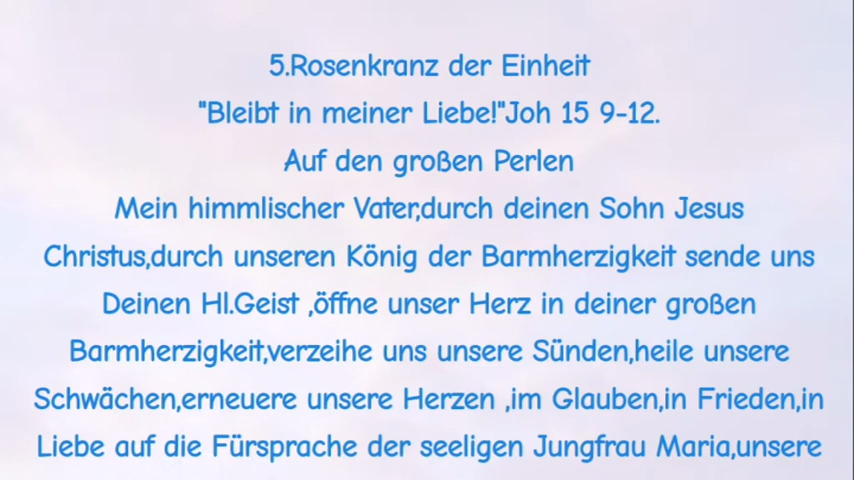 5.Rosenkranz der Einheit
"Bleibt in meiner Liebe!"Joh 15 9-12.
Auf den großen Perlen
Mein himmlischer Vater,durch deinen Sohn Jesus
Christus,durch unseren König der Barmherzigkeit sende uns
Deinen Hl.Geist ,öffne unser Herz in deiner großen
Barmherzigkeit,verzeihe uns unsere Sünden,heile unsere
Schwächen,erneuere unsere Herzen ,im Glauben,in Frieden,in
Liebe auf die Fürsprache der seeligen Jungfrau Maria,unsere